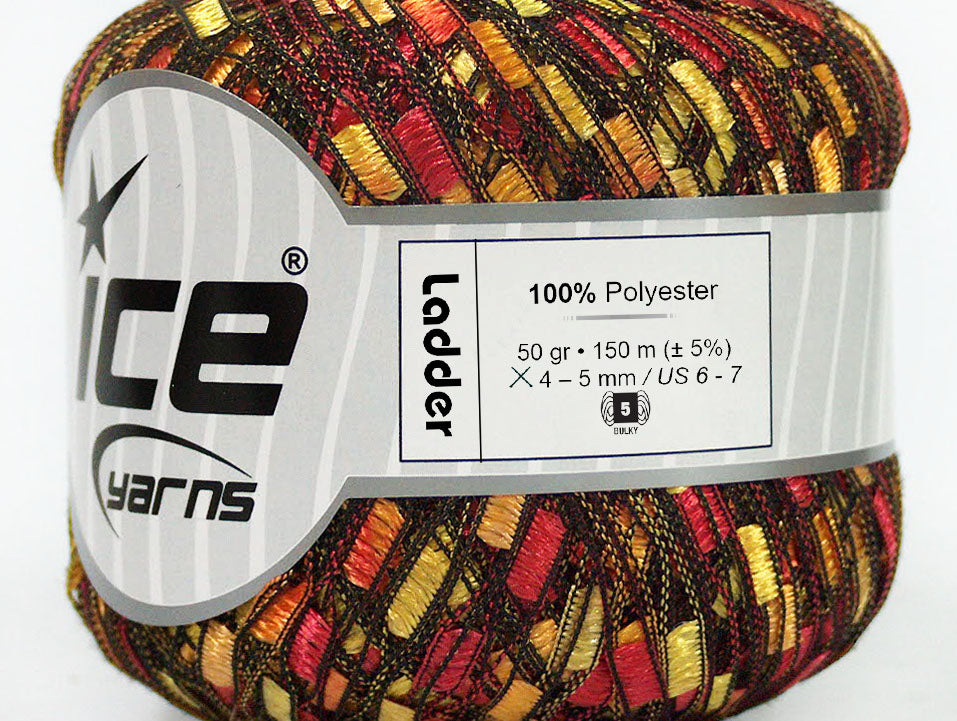 ice®
yarns
Ladder
100% Polyester
50 gr • 150 m (± 5%)
4 – 5 mm / US 6 - 7
5
BULKY